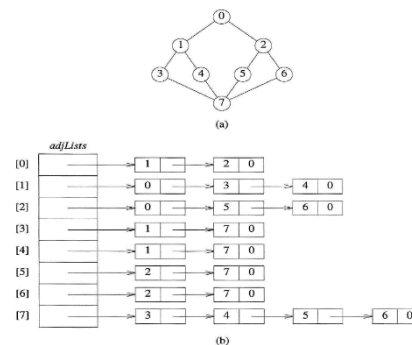 0
1 2
3 4 5 6
7
(a)
adjLists
[0] 1 2 0
[1] 0 3 4 0
[2] 0 5 6 0
[3] 1 7 0
[4] 1 7 0
[5] 2 7 0
[6] 2 7 0
[7] 3 4 5 6 0
(b)